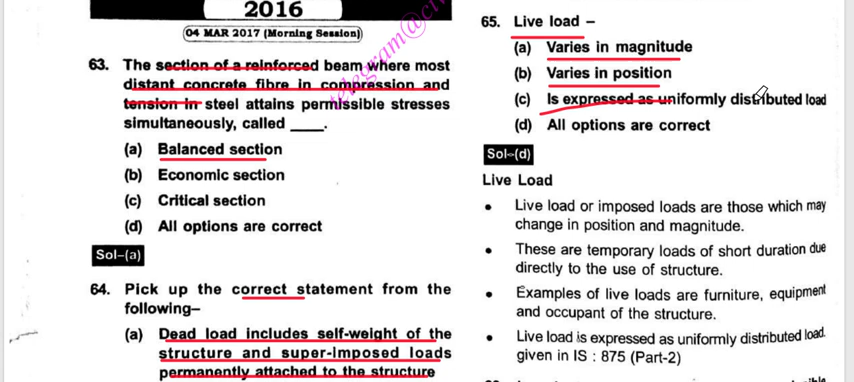 2016
04 MAR 2017 (Morning Session)
63. The section of a reinforced beam where most
distant concrete fibre in compression and
tension in steel attains permissible stresses
simultaneously, called ____.
(a) Balanced section
(b) Economic section
(c) Critical section
(d) All options are correct
Sol–(a)
64. Pick up the correct statement from the
following–
(a) Dead load includes self-weight of the
structure and super-imposed loads
permanently attached to the structure
telegram@c
65. Live load –
(a) Varies in magnitude
(b) Varies in position
(c) Is expressed as uniformly distributed load
(d) All options are correct
Sol–(d)
Live Load
• Live load or imposed loads are those which may
change in position and magnitude.
• These are temporary loads of short duration due
directly to the use of structure.
• Examples of live loads are furniture, equipment
and occupant of the structure.
• Live load is expressed as uniformly distributed load.
given in IS : 875 (Part-2)